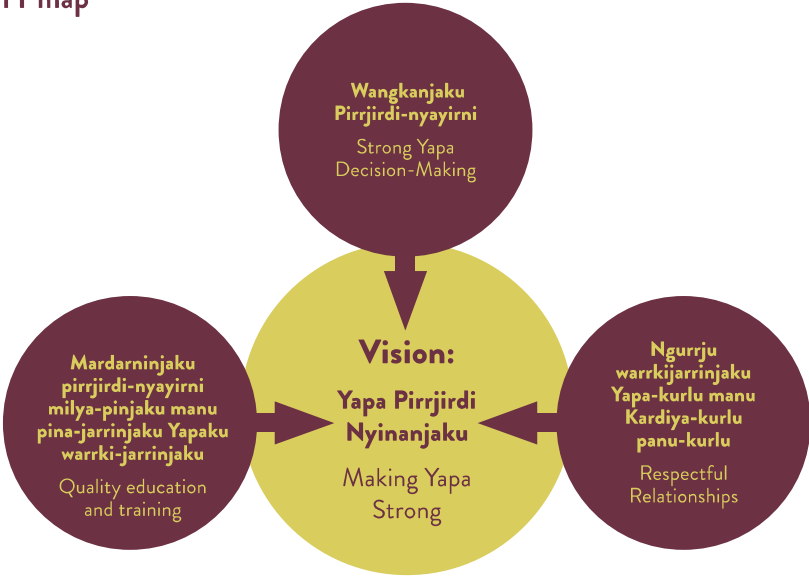 map
Wangkanjaku
Pirrjirdi-nyayirni
Strong Yapa
Decision-Making
Vision:
Yapa Pirrjirdi
Nyinanjaku
Making Yapa
Strong
Mardarninjaku
pirrjirdi-nyayirni
milya-pinjaku manu
pina-jarrinjaku Yapaku
warrki-jarrinjaku
Quality education
and training
Ngurrju
warrkijarrinjaku
Yapa-kurlu manu
Kardiya-kurlu
panu-kurlu
Respectful
Relationships